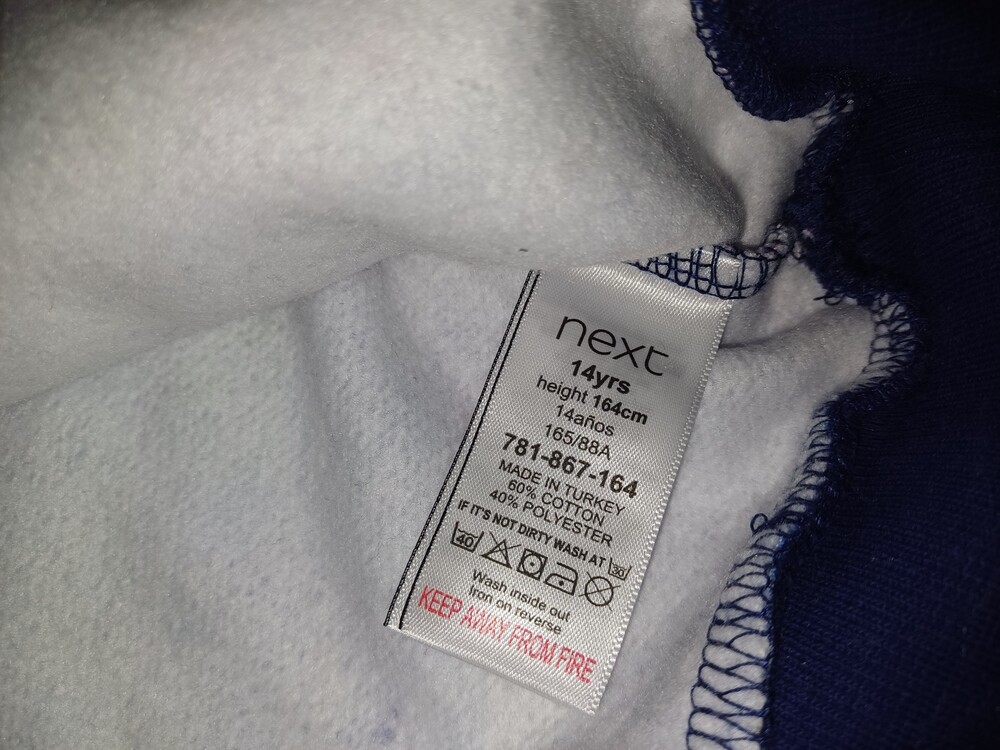 next
14yrs
height 164cm
14años
165/88A
781-867-164
MADE IN TURKEY
60% COTTON
40% POLYESTER
IF IT'S NOT DIRTY WASH AT 30
40
Wash inside out
Iron on reverse
KEEP AWAY FROM FIRE